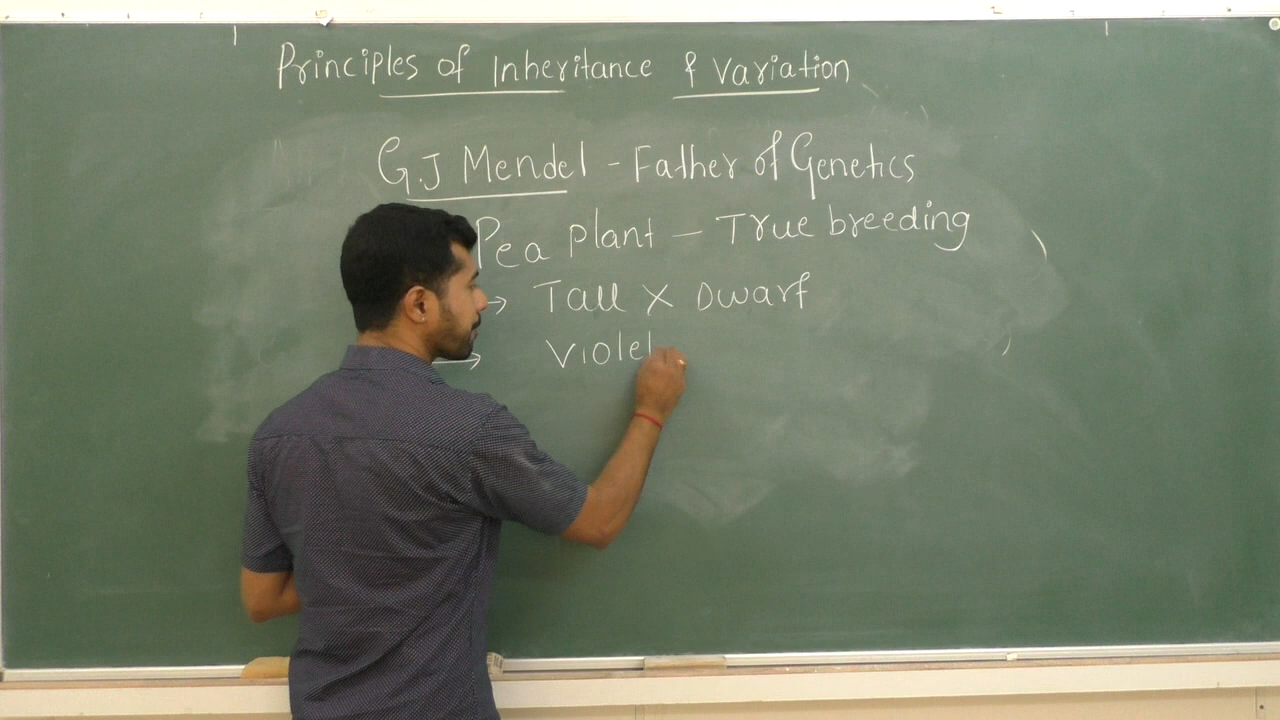 Principles of Inheritance & Variation
G.J Mendel - Father of Genetics
Pea plant - True breeding
→ Tall X Dwarf
→ Violet